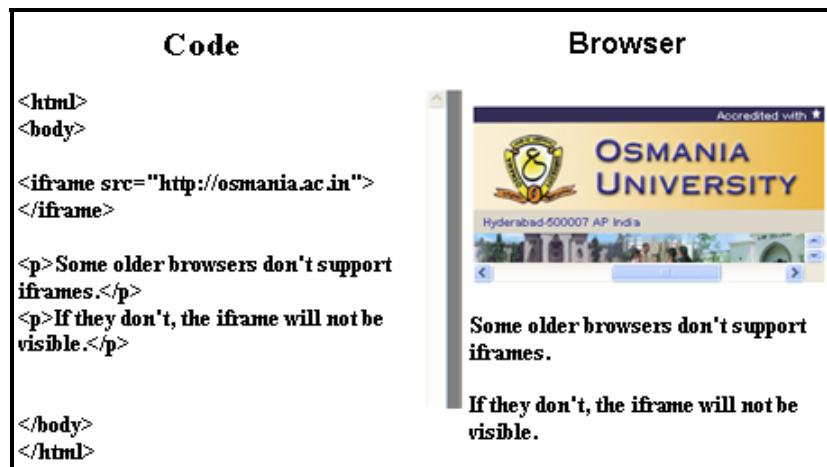 Code
<html>
<body>
<iframe src="http://osmania.ac.in">
</iframe>
<p>Some older browsers don't support
iframes.</p>
<p>If they don't, the iframe will not be
visible.</p>
</body>
</html>
Browser
Accredited with ★
OSMANIA
UNIVERSITY
Hyderabad-500007 AP India
Some older browsers don't support
iframes.
If they don't, the iframe will not be
visible.